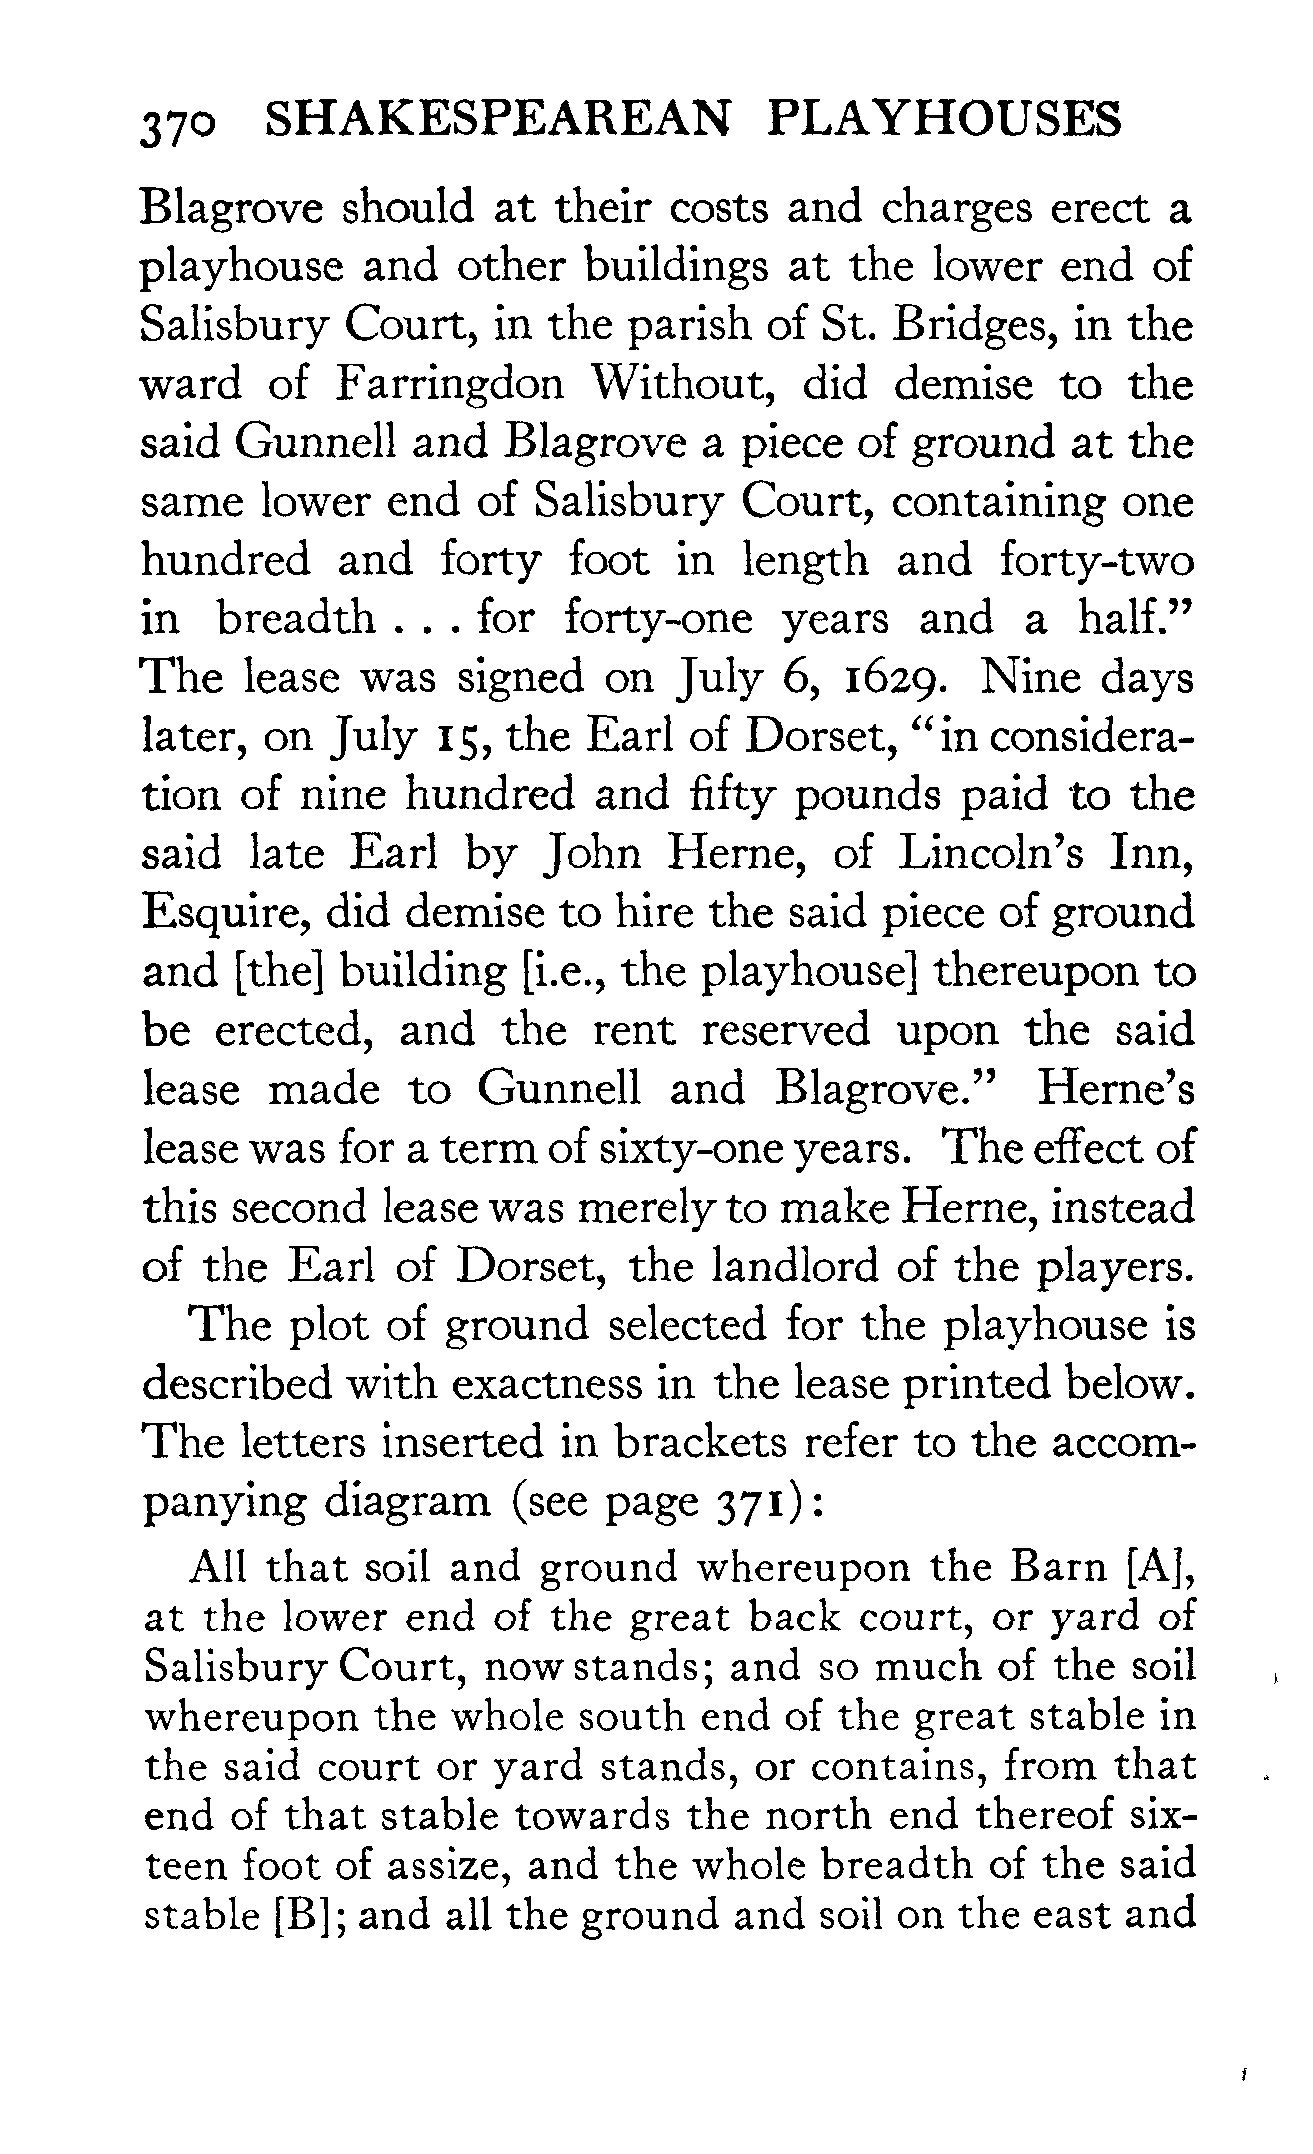 370 SHAKESPEAREAN PLAYHOUSES
Blagrove should at their costs and charges erect a
playhouse and other buildings at the lower end of
Salisbury Court, in the parish of St. Bridges, in the
ward of Farringdon Without, did demise to the
said Gunnell and Blagrove a piece of ground at the
same lower end of Salisbury Court, containing one
hundred and forty foot in length and forty-two
in breadth . . . for forty-one years and a half.”
The lease was signed on July 6, 1629. Nine days
later, on July 15, the Earl of Dorset, “in considera-
tion of nine hundred and fifty pounds paid to the
said late Earl by John Herne, of Lincoln’s Inn,
Esquire, did demise to hire the said piece of ground
and [the] building [i.e., the playhouse] thereupon to
be erected, and the rent reserved upon the said
lease made to Gunnell and Blagrove.” Herne’s
lease was for a term of sixty-one years. The effect of
this second lease was merely to make Herne, instead
of the Earl of Dorset, the landlord of the players.
The plot of ground selected for the playhouse is
described with exactness in the lease printed below.
The letters inserted in brackets refer to the accom-
panying diagram (see page 371):
All that soil and ground whereupon the Barn [A],
at the lower end of the great back court, or yard of
Salisbury Court, now stands; and so much of the soil
whereupon the whole south end of the great stable in
the said court or yard stands, or contains, from that
end of that stable towards the north end thereof six-
teen foot of assize, and the whole breadth of the said
stable [B]; and all the ground and soil on the east and